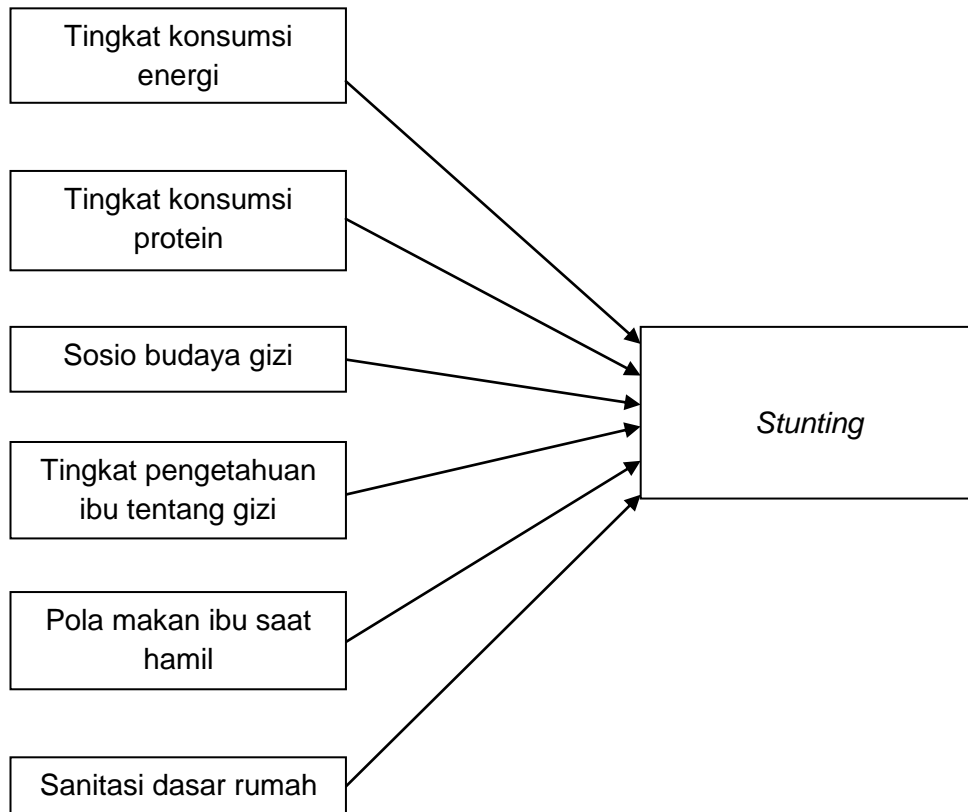 Tingkat konsumsi
energi
Tingkat konsumsi
protein
Sosio budaya gizi
Stunting
Tingkat pengetahuan
ibu tentang gizi
Pola makan ibu saat
hamil
Sanitasi dasar rumah